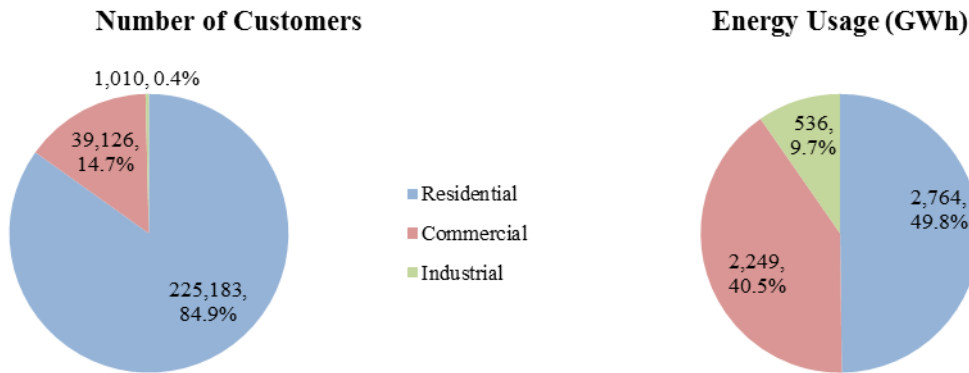 Number of Customers
1,010, 0.4%
39,126,
14.7%
225,183,
84.9%
Residential
Commercial
Industrial
Energy Usage (GWh)
536,
9.7%
2,764,
49.8%
2,249,
40.5%